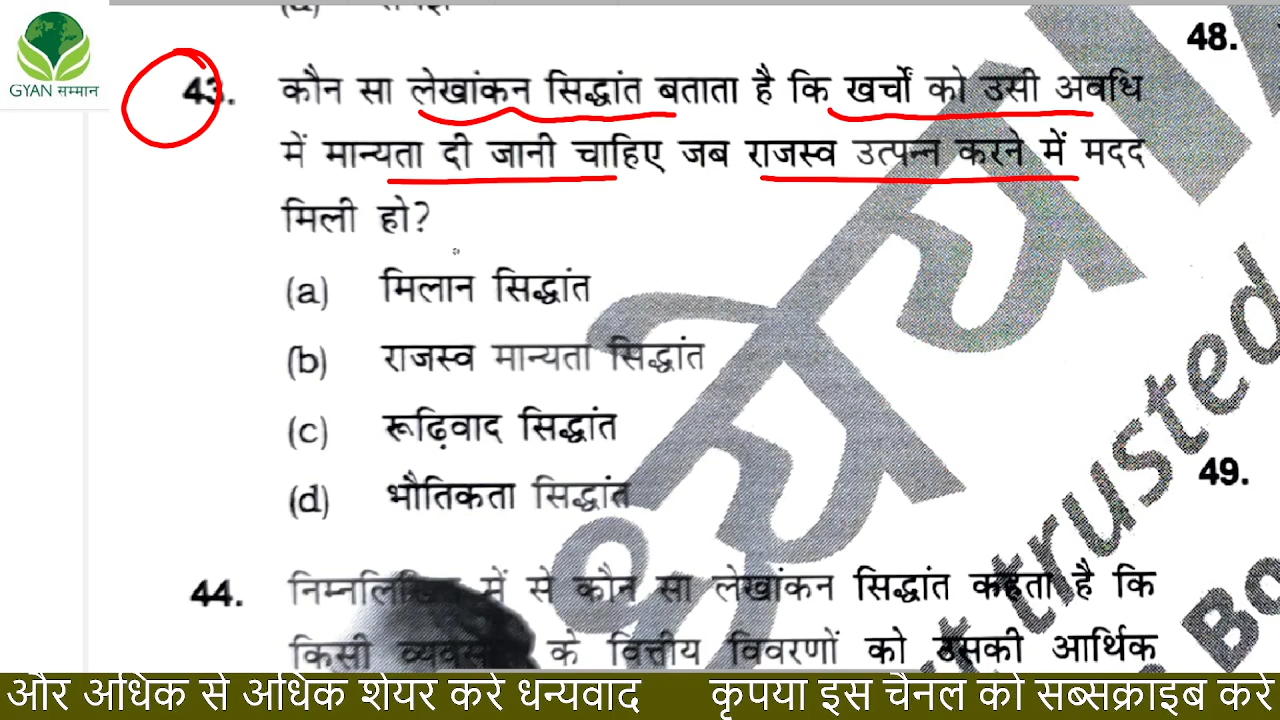 GYAN सम्मान
48.
43. कौन सा लेखांकन सिद्धांत बताता है कि खर्चों को उसी अवधि
में मान्यता दी जानी चाहिए जब राजस्व उत्पन्न करने में मदद
मिली हो?
(a) मिलान सिद्धांत
(b) राजस्व मान्यता सिद्धांत
(c) रूढ़िवाद सिद्धांत
(d) भौतिकता सिद्धांत
49.
44. में से कौन सा लेखांकन सिद्धांत कहता है कि
किसी के वित्तीय विवरणों को उसकी आर्थिक
trusted
और अधिक से अधिक शेयर करे धन्यवाद कृपया इस चैनल को सब्सक्राइब करे